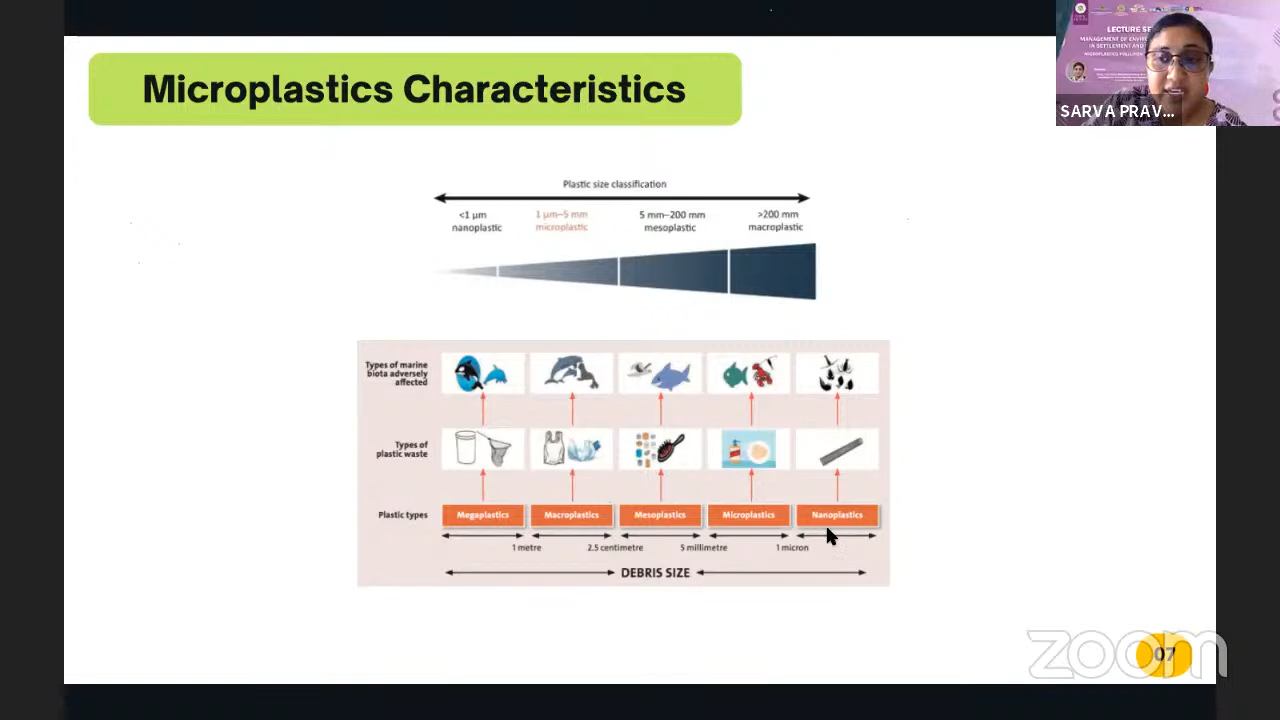 Microplastics Characteristics
LECTURE SE
MANAGEMENT OF ENVIR
IN SETTLEMENT AND
MICROPLASTICS POLLUTION
SARVA PRAV...
Plastic size classification
<1 µm
nanoplastic
1 µm–5 mm
microplastic
5 mm–200 mm
mesoplastic
>200 mm
macroplastic
Types of marine
biota adversely
affected
Types of
plastic waste
Plastic types
Megaplastics
Macroplastics
Mesoplastics
Microplastics
Nanoplastics
1 metre
2.5 centimetre
5 millimetre
1 micron
DEBRIS SIZE
zoom
07